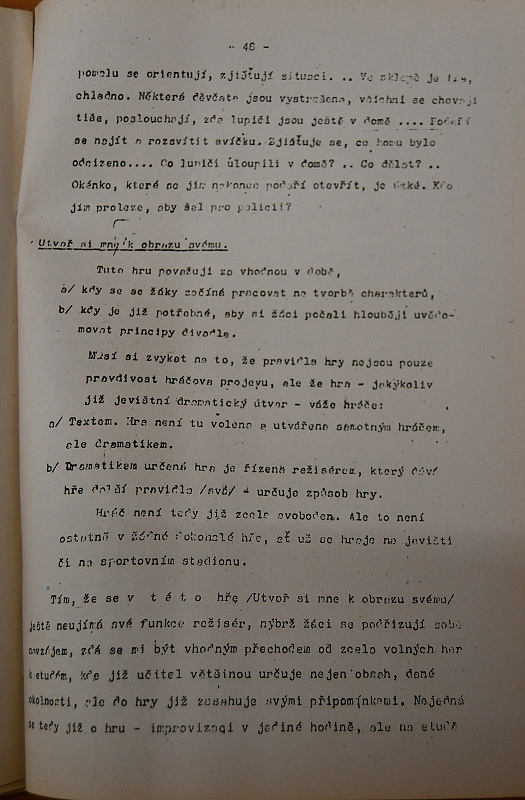 - 48 -
pomalu se orientují, zjišťují situaci. .. Ve sklepě je tma,
chladno. Některá děvčata jsou vystrašena, všichni se chovají
tiše, poslouchají, zda lupiči jsou ještě v domě .... Podaří
se najít a rozsvítit svíčku. Zjišťuje se, co komu bylo
odcizeno.... Co lupiči uloupili v domě? .. Co dělat? ..
Okénko, které se jim nakonec podaří otevřít, je úzké. Kdo
jím proleze, aby šel pro policii?
Utvoř si mne k obrazu svému.
Tuto hru považuji za vhodnou v době,
a/ kdy se se žáky začíná pracovat na tvorbě charakterů,
b/ kdy je již potřebné, aby si žáci počali hlouběji uvědo-
movat principy divadla.
Musí si zvykat na to, že pravidla hry nejsou pouze
pravdivost hráčova projevu, ale že hra - jakýkoliv
již jevištní dramatický útvar - váže hráče:
a/ Textem. Hra není tu volena a utvářena samotným hráčem,
ale dramatikem.
b/ Dramatikem určená hra je řízena režisérem, který dává
hře další pravidla /svá/ - určuje způsob hry.
Hráč není tedy již zcela svoboden. Ale to není
ostatně v žádné dokonalé hře, ať už se hraje na jevišti
či na sportovním stadionu.
Tím, že se v t é t o hře /Utvoř si mne k obrazu svému/
ještě neujímá své funkce režisér, nýbrž žáci se podřizují sobě
navzájem, zdá se mi být vhodným přechodem od zcela volných her
k etudám, kde již učitel většinou určuje nejen obsah, dané
okolnosti, ale do hry již zasahuje svými připomínkami. Nejedná
se tedy již o hru - improvizaci v jediné hodině, ale na etudě